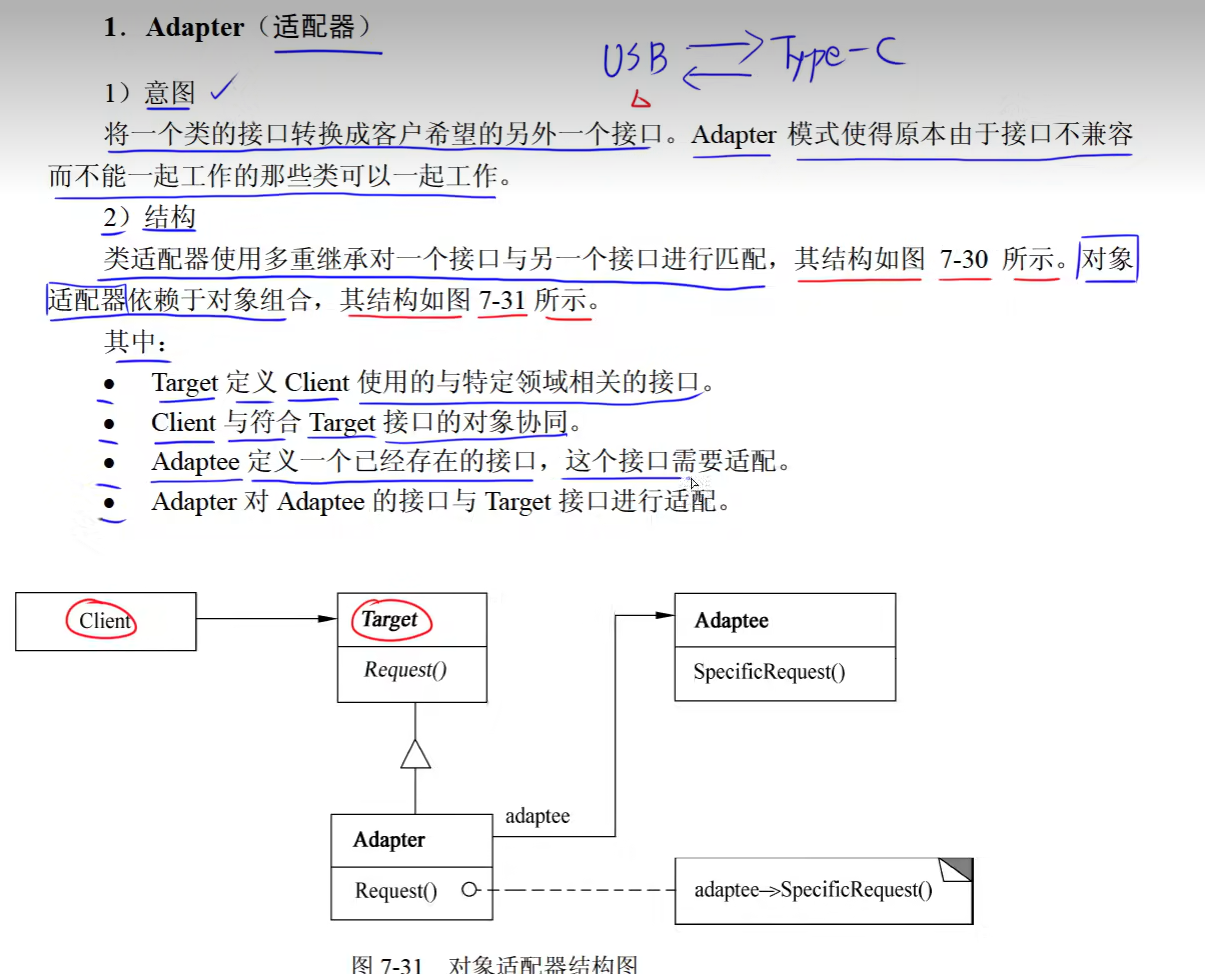 1. Adapter（适配器）
USB Type-C
1）意图
将一个类的接口转换成客户希望的另外一个接口。Adapter 模式使得原本由于接口不兼容
而不能一起工作的那些类可以一起工作。
2）结构
类适配器使用多重继承对一个接口与另一个接口进行匹配，其结构如图 7-30 所示。对象
适配器依赖于对象组合，其结构如图 7-31 所示。
其中：
● Target 定义 Client 使用的与特定领域相关的接口。
● Client 与符合 Target 接口的对象协同。
● Adaptee 定义一个已经存在的接口，这个接口需要适配。
● Adapter 对 Adaptee 的接口与 Target 接口进行适配。
Client
Target
Request()
Adaptee
SpecificRequest()
adaptee
Adapter
Request()
adaptee->SpecificRequest()
图 7-31 对象适配器结构图